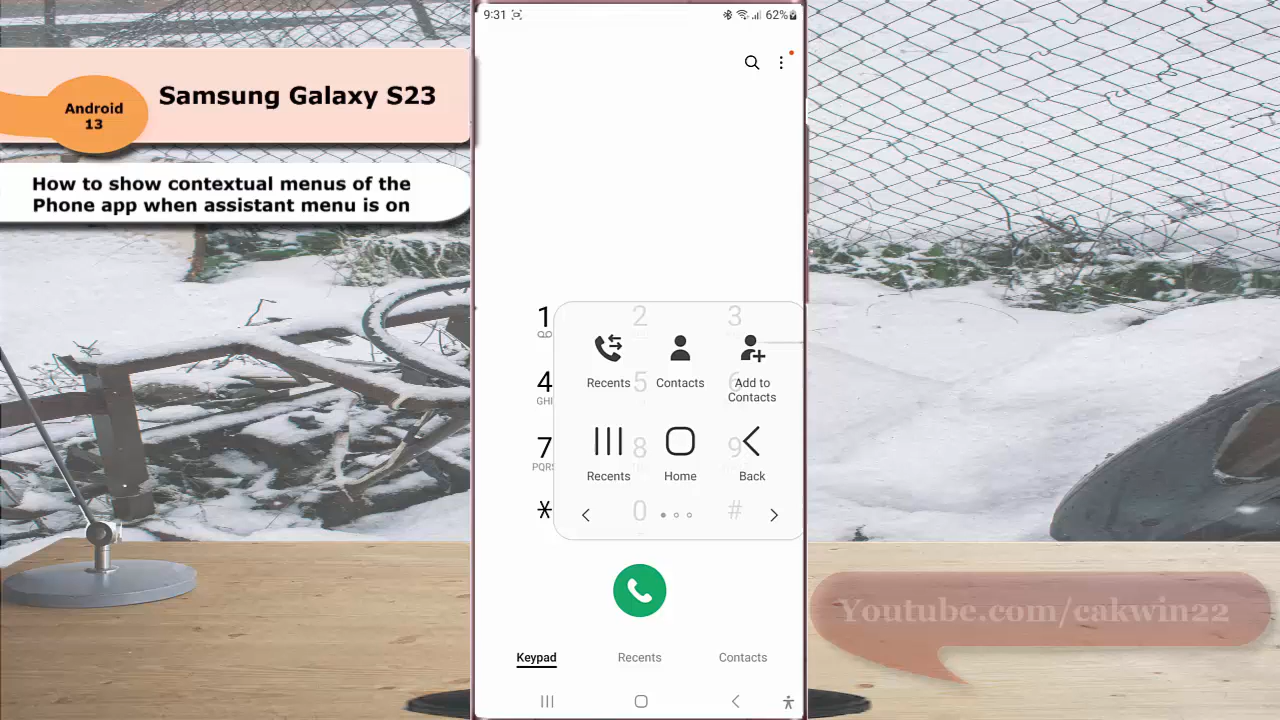 9:31
62%
Samsung Galaxy S23
Android
13
How to show contextual menus of the
Phone app when assistant menu is on
1
2
3
Recents
Contacts
Add to
Contacts
4
5
6
GHI
7
8
9
PQRS
Recents
Home
Back
*
0
#
Youtube.com/cakwin22
Keypad
Recents
Contacts